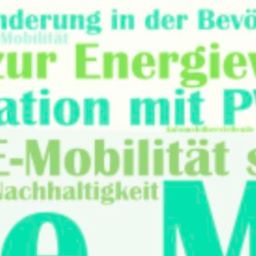 nderung in der Bevö
Mobilität
zur Energiew
ation mit PV
E-Mobilität s
Nachhaltigkeit
e M